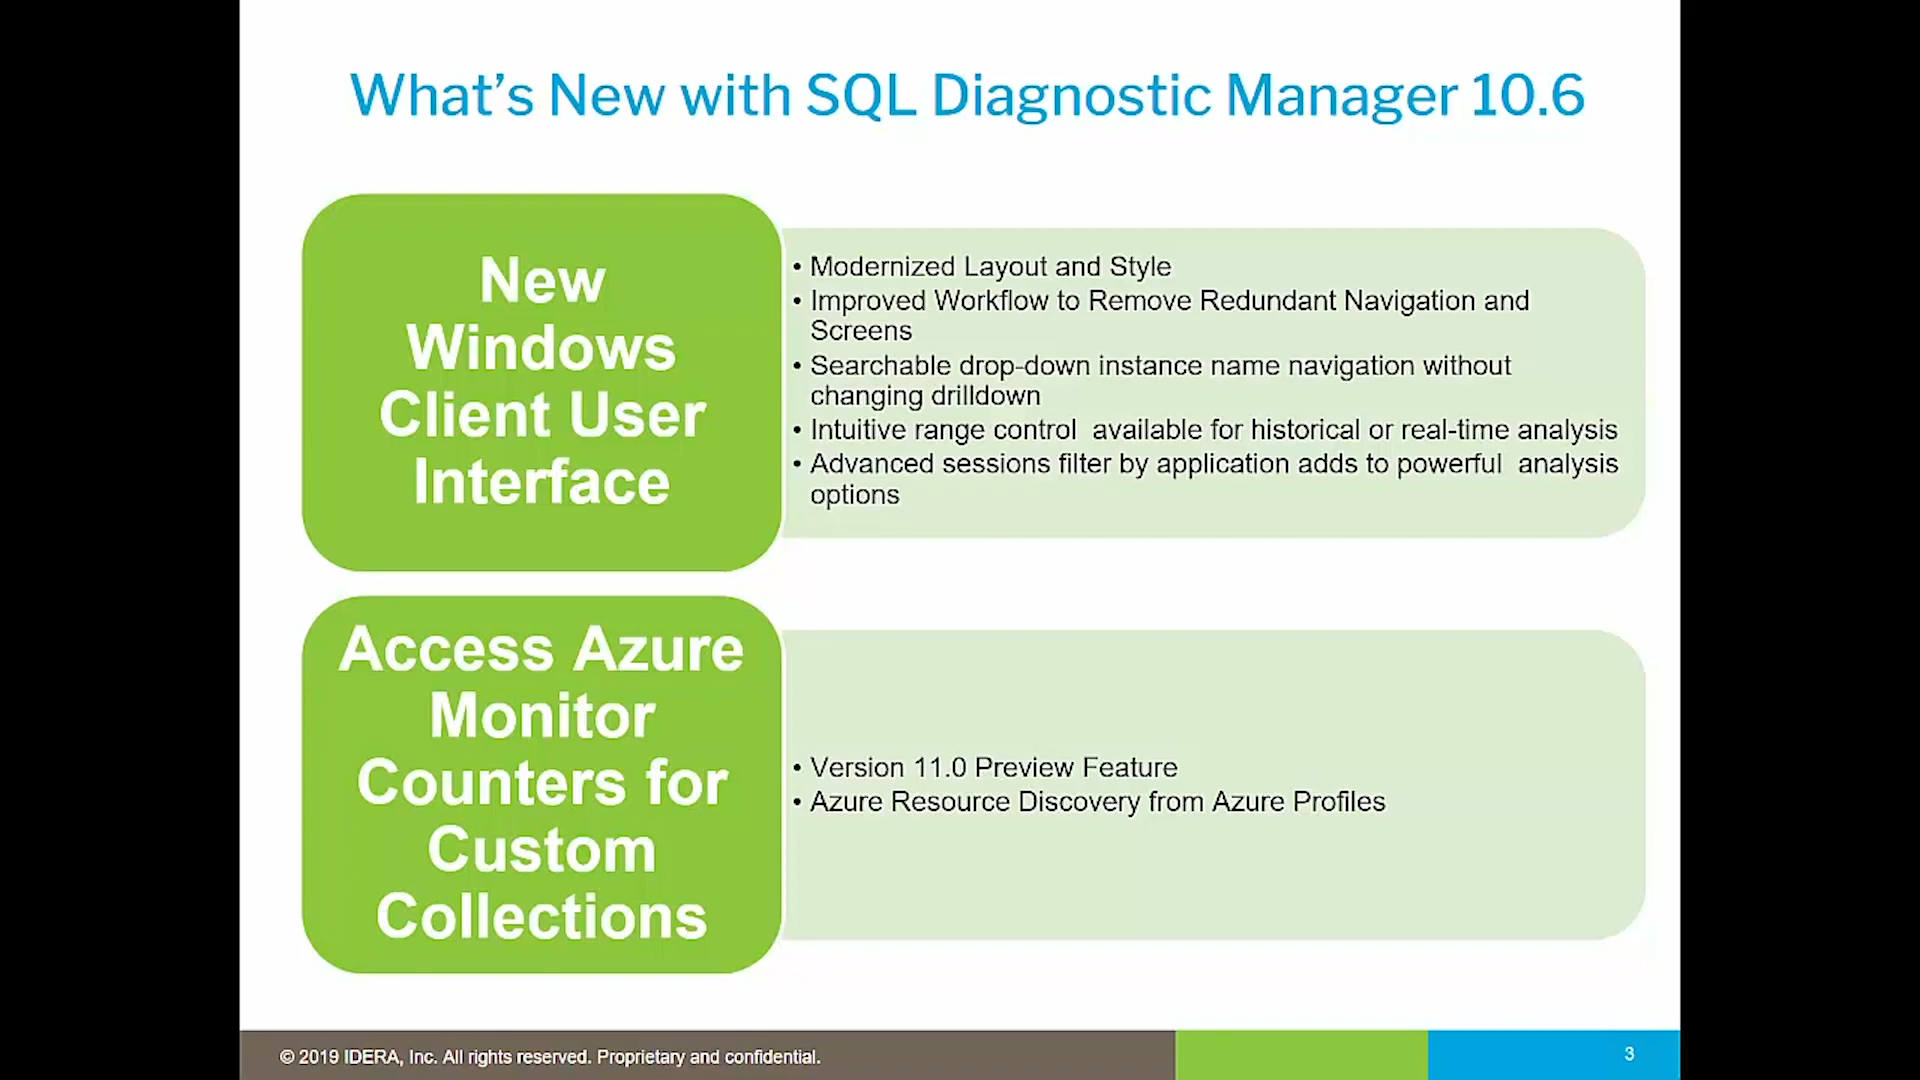 What's New with SQL Diagnostic Manager 10.6
New
Windows
Client User
Interface
• Modernized Layout and Style
• Improved Workflow to Remove Redundant Navigation and
Screens
• Searchable drop-down instance name navigation without
changing drilldown
• Intuitive range control  available for historical or real-time analysis
• Advanced sessions filter by application adds to powerful  analysis
options
Access Azure
Monitor
Counters for
Custom
Collections
• Version 11.0 Preview Feature
• Azure Resource Discovery from Azure Profiles
© 2019 IDERA, Inc. All rights reserved. Proprietary and confidential.
3